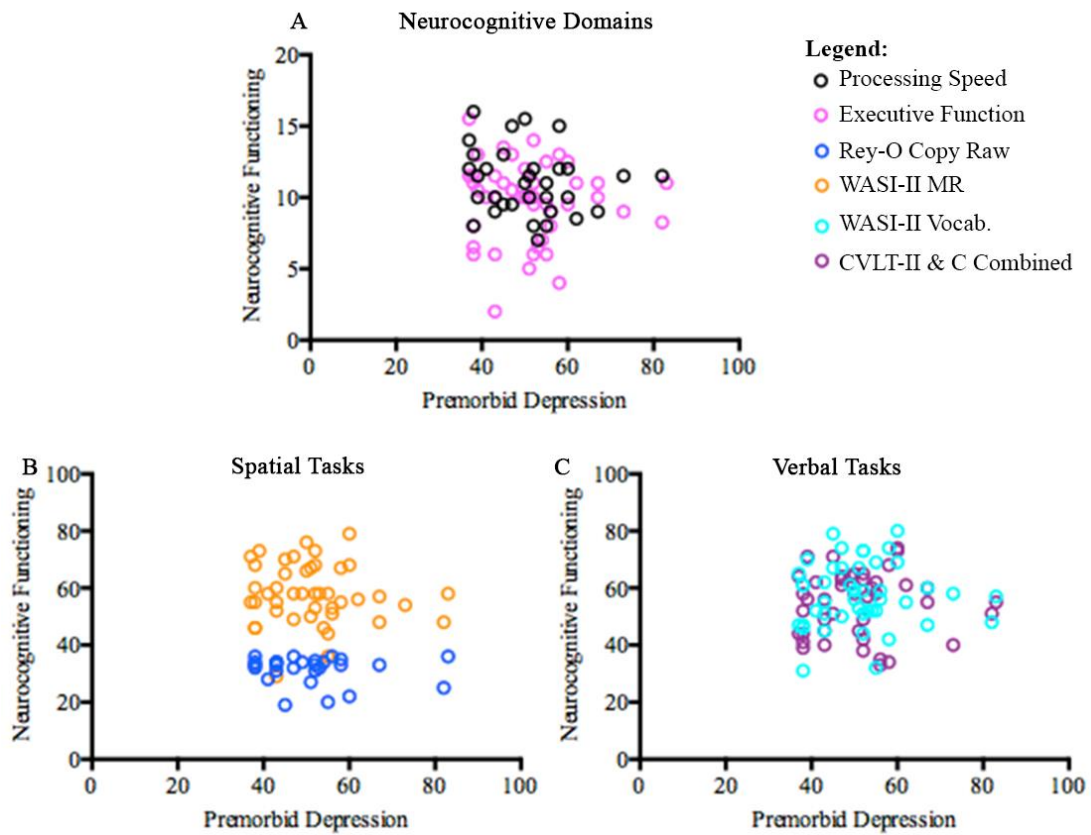 A
Neurocognitive Domains
Neurocognitive Functioning
20
15
10
5
0
0 20 40 60 80 100
Premorbid Depression
Legend:
Processing Speed
Executive Function
Rey-O Copy Raw
WASI-II MR
WASI-II Vocab.
CVLT-II & C Combined
B
Spatial Tasks
Neurocognitive Functioning
100
80
60
40
20
0
0 20 40 60 80 100
Premorbid Depression
C
Verbal Tasks
Neurocognitive Functioning
100
80
60
40
20
0
0 20 40 60 80 100
Premorbid Depression